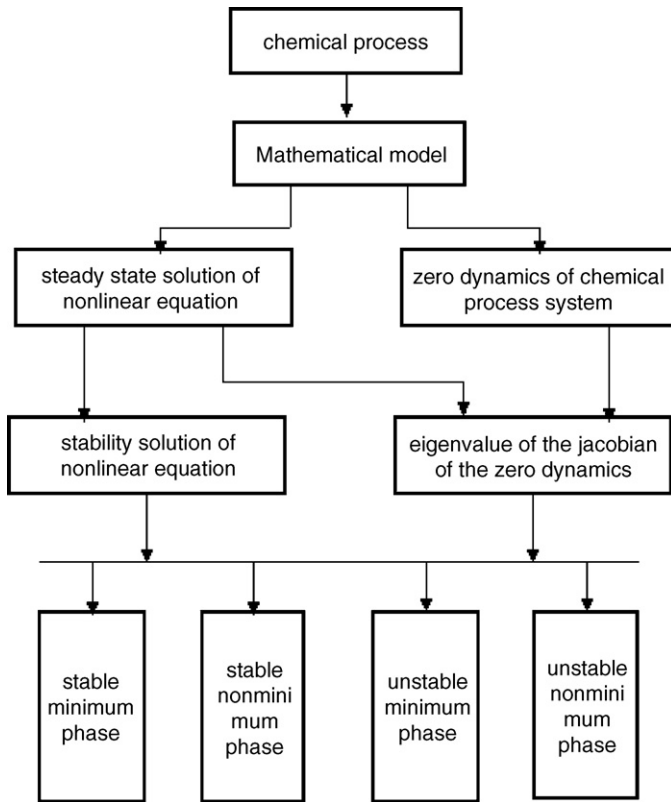 chemical process
Mathematical model
steady state solution of
nonlinear equation
zero dynamics of chemical
process system
stability solution of
nonlinear equation
eigenvalue of the jacobian
of the zero dynamics
stable
minimum
phase
stable
nonmini
mum
phase
unstable
minimum
phase
unstable
nonmini
mum
phase